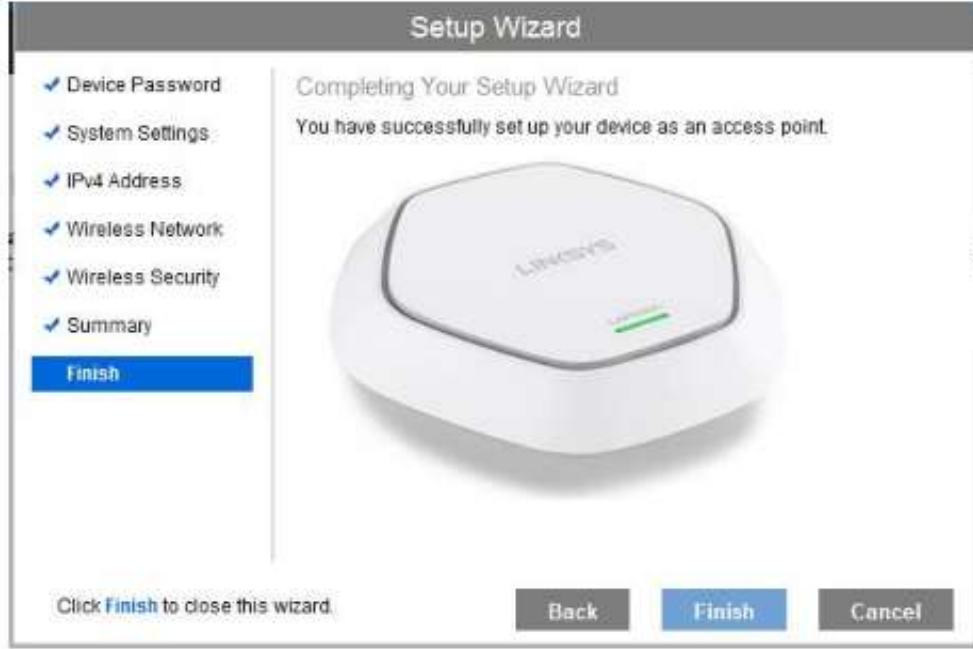 Setup Wizard
Device Password
System Settings
IPv4 Address
Wireless Network
Wireless Security
Summary
Finish
Completing Your Setup Wizard
You have successfully set up your device as an access point.
LINKSYS
Click Finish to close this wizard.
Back
Finish
Cancel